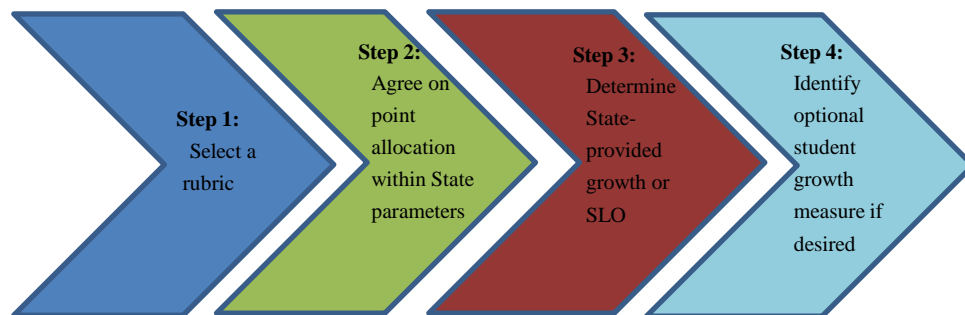 Step 1:
Select a
rubric
Step 2:
Agree on
point
allocation
within State
parameters
Step 3:
Determine
State-
provided
growth or
SLO
Step 4:
Identify
optional
student
growth
measure if
desired